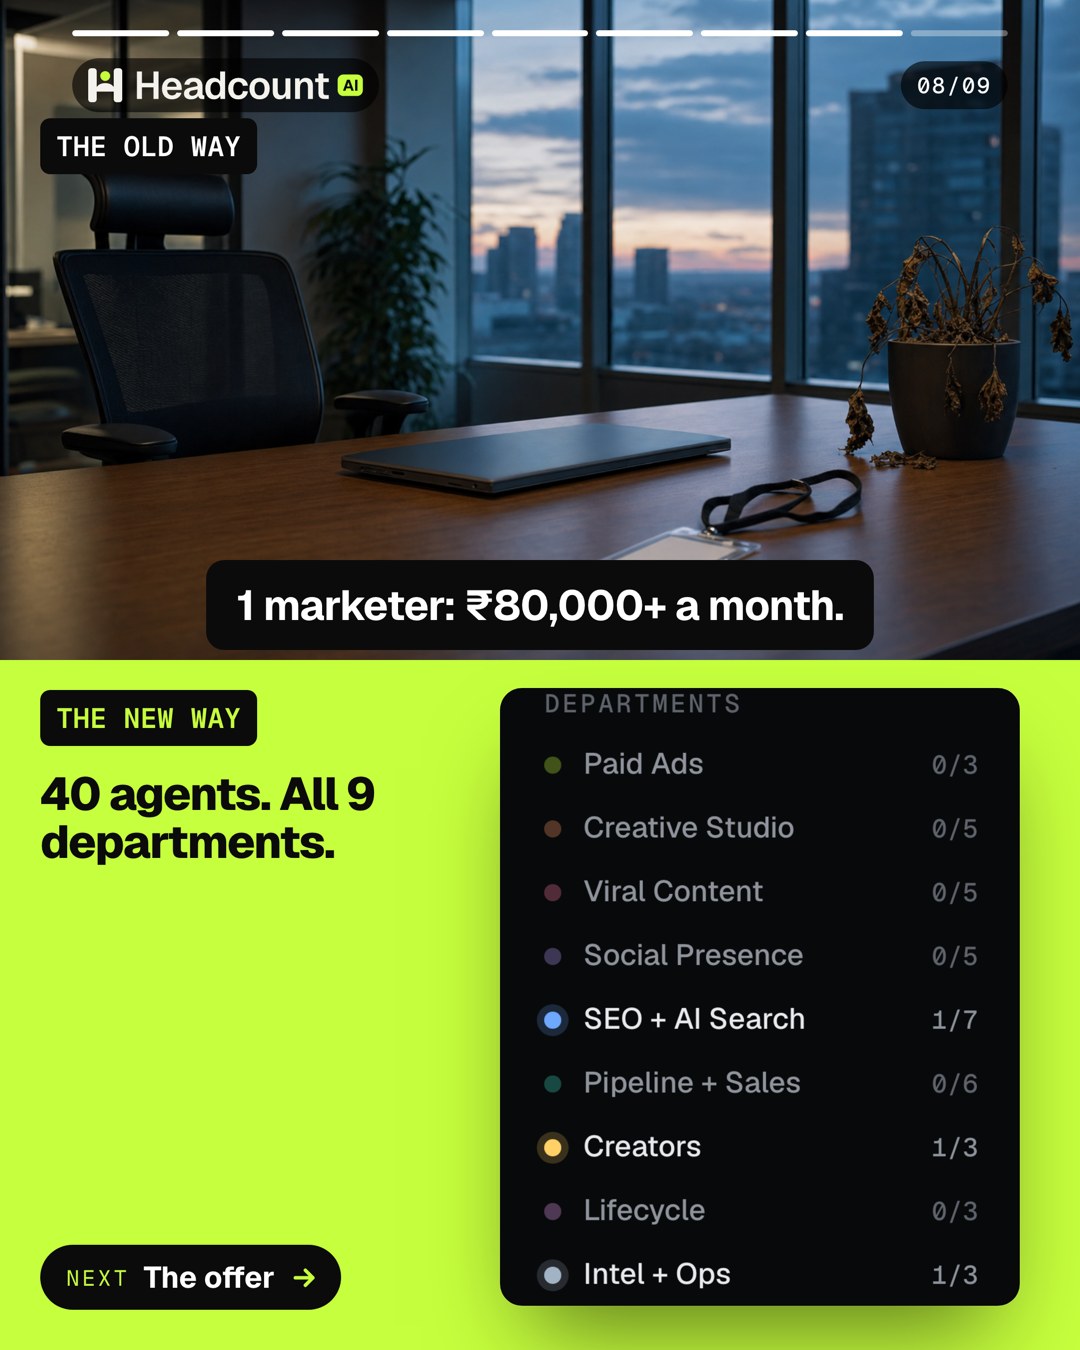 Headcount AI
08/09
THE OLD WAY
1 marketer: ₹80,000+ a month.
THE NEW WAY
40 agents. All 9
departments.
DEPARTMENTS
Paid Ads 0/3
Creative Studio 0/5
Viral Content 0/5
Social Presence 0/5
SEO + AI Search 1/7
Pipeline + Sales 0/6
Creators 1/3
Lifecycle 0/3
Intel + Ops 1/3
NEXT The offer →